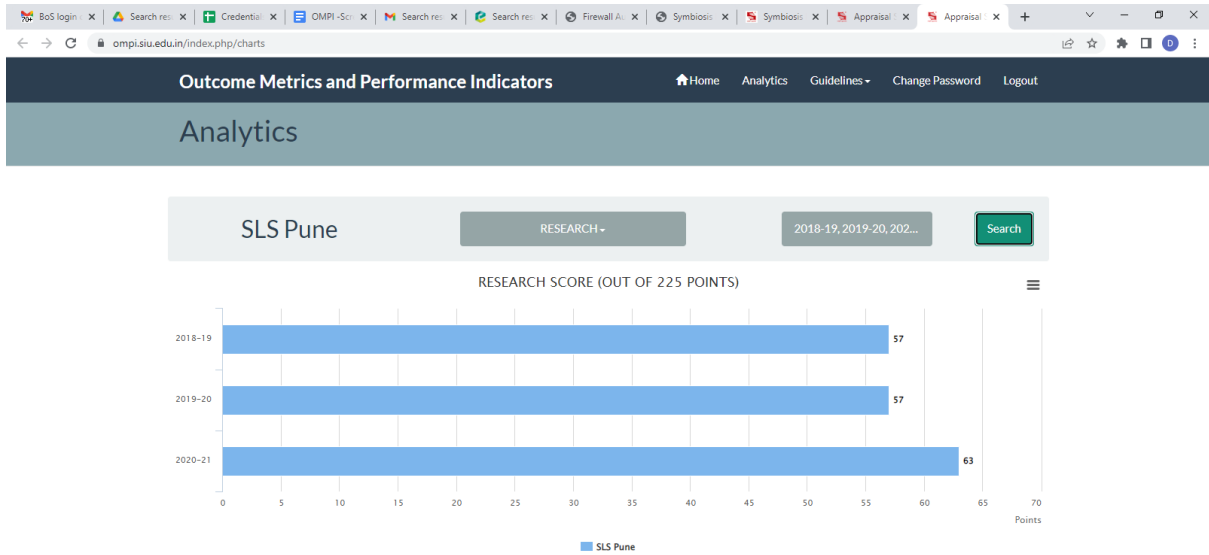 BoS login
Search res
Credential
OMPI -Scr
Search res
Search res
Firewall Au
Symbiosis
Symbiosis
Appraisal S
Appraisal S
ompi.siu.edu.in/index.php/charts
D
Outcome Metrics and Performance Indicators
Home Analytics Guidelines Change Password Logout
Analytics
SLS Pune RESEARCH 2018-19, 2019-20, 202... Search
RESEARCH SCORE (OUT OF 225 POINTS)
2018-19 57
2019-20 57
2020-21 63
0 5 10 15 20 25 30 35 40 45 50 55 60 65 70
Points
SLS Pune